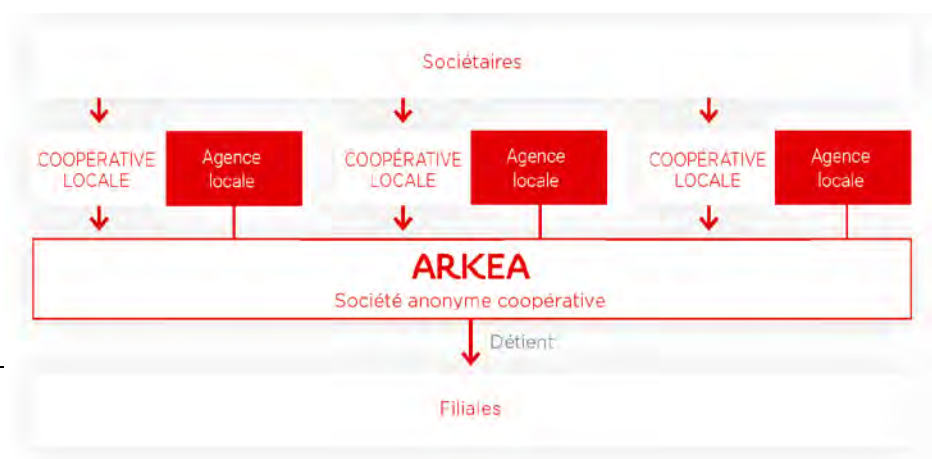 Sociétaires
COOPÉRATIVE
LOCALE
Agence
locale
COOPÉRATIVE
LOCALE
Agence
locale
COOPÉRATIVE
LOCALE
Agence
locale
ARKEA
Société anonyme coopérative
Détient
Filiales